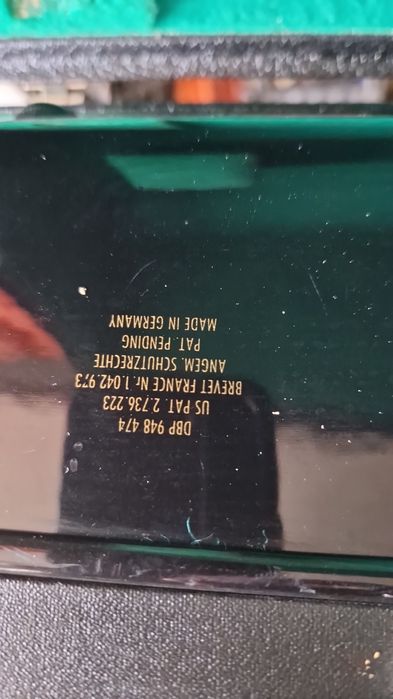 DBP 948 474
US PAT. 2.736.223
BREVET FRANCE Nr. 1.042.973
ANGEM. SCHUTZRECHTE
PAT. PENDING
MADE IN GERMANY